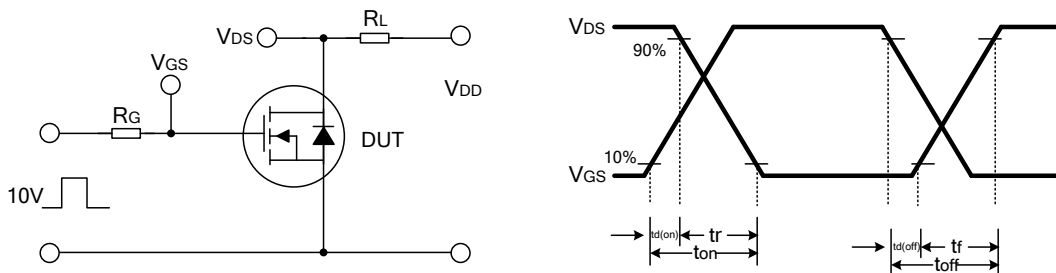 VDS
RL
VGS
VDD
RG
DUT
10V
VDS
90%
10%
VGS
td(on)
tr
ton
td(off)
tf
toff